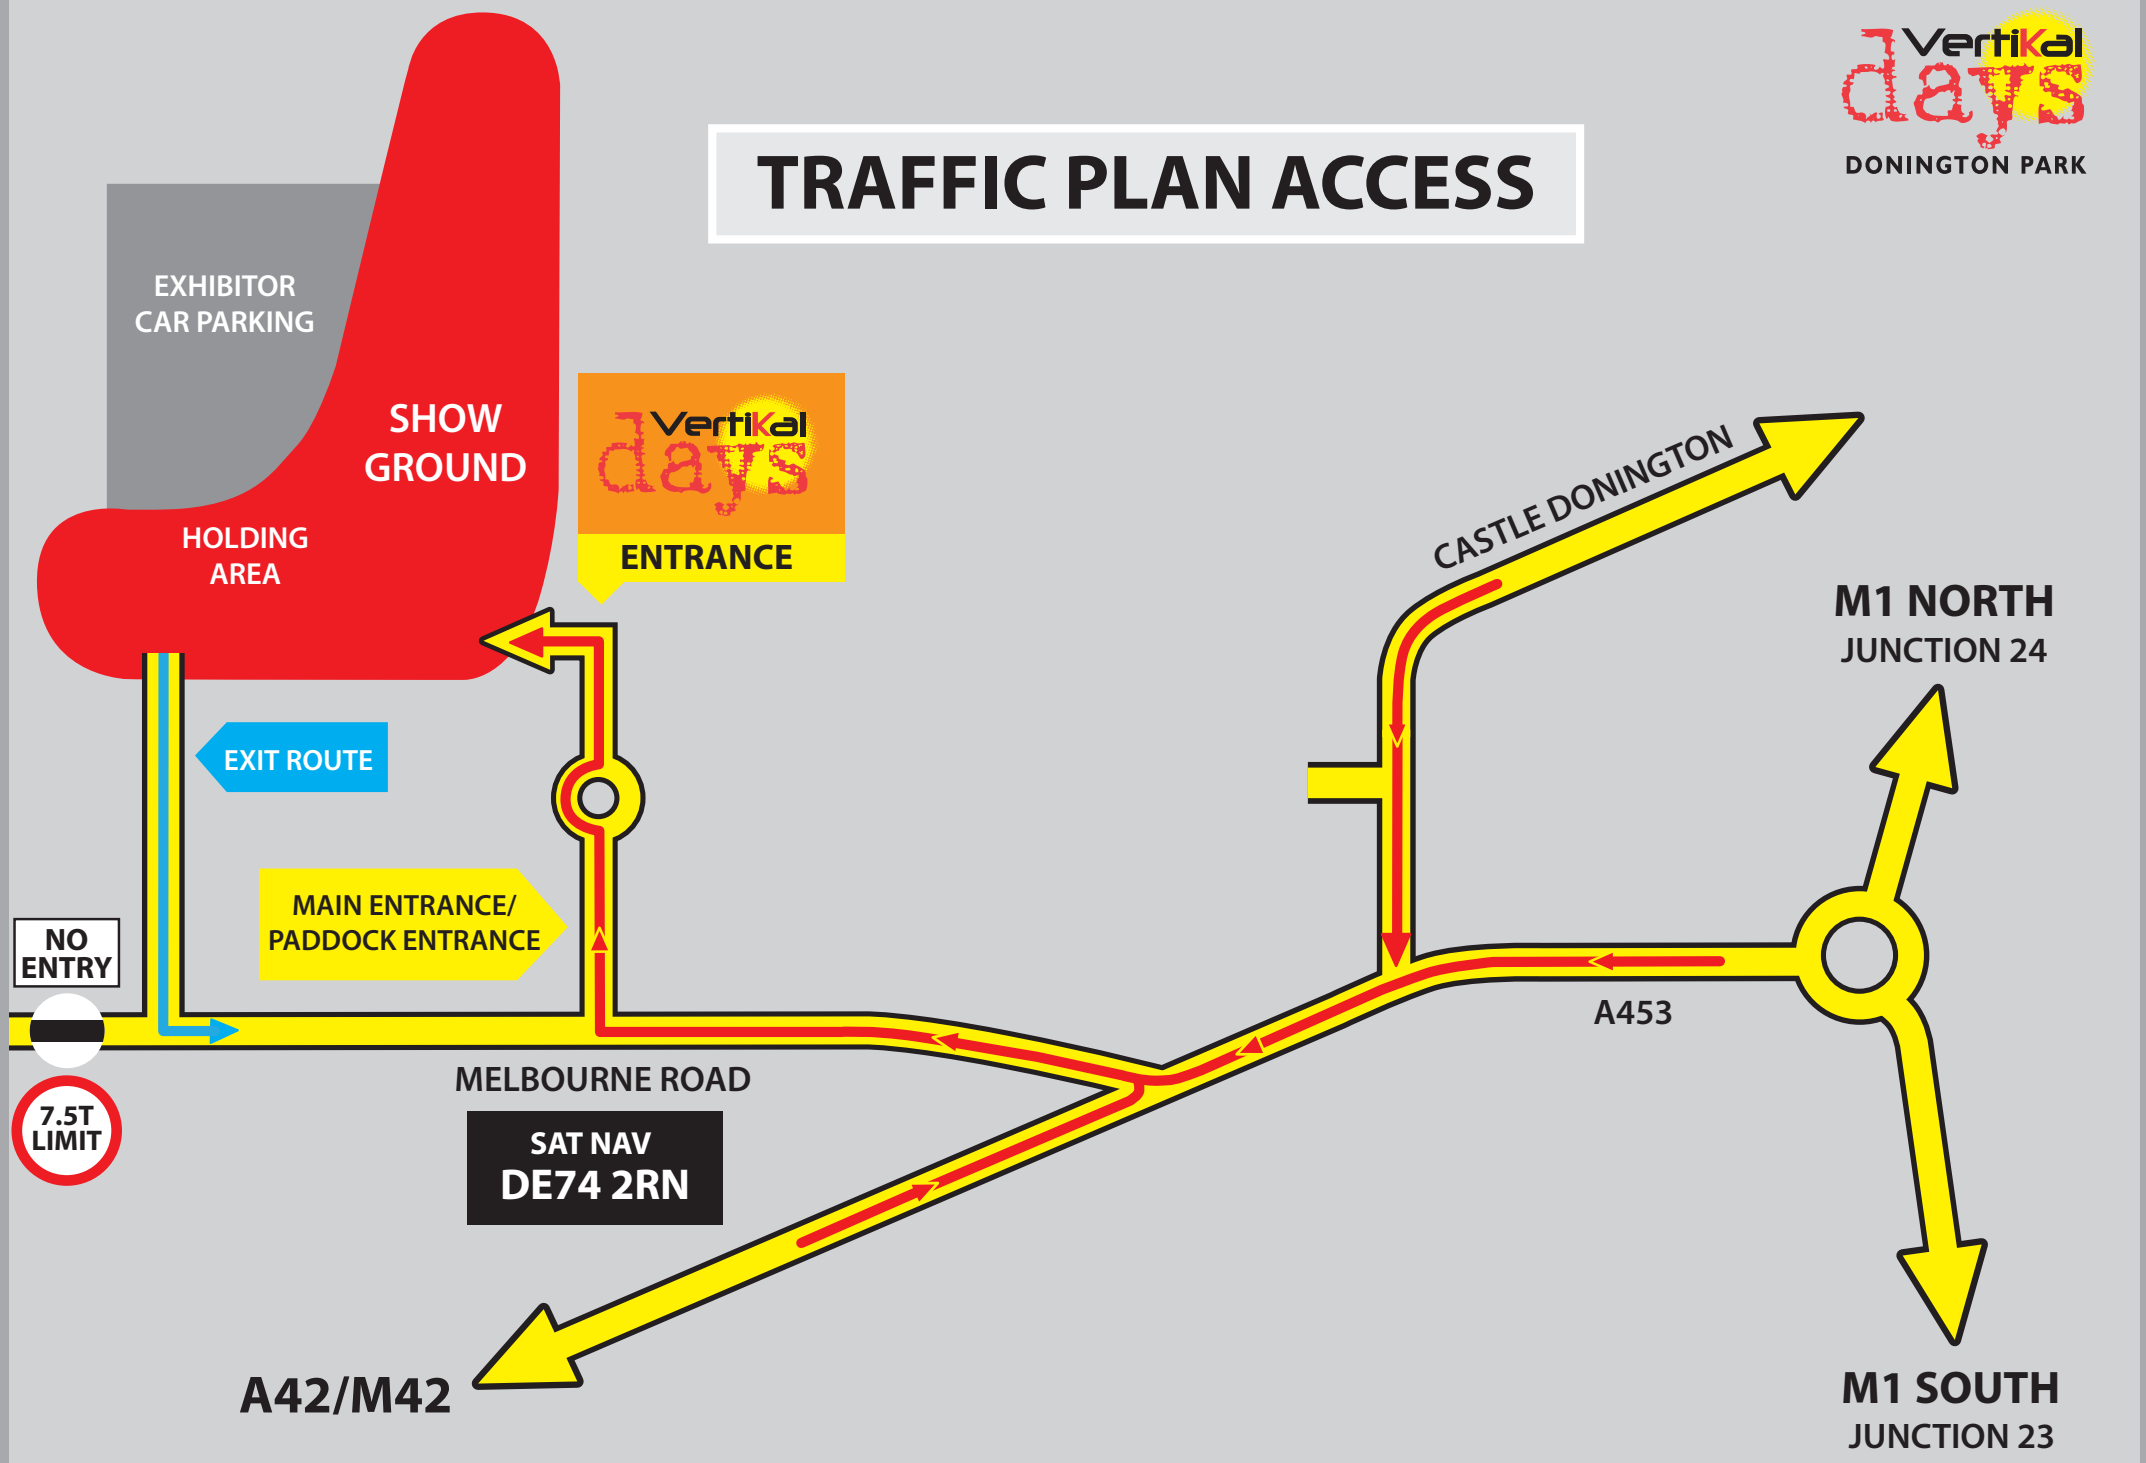 VertiKal
days
DONINGTON PARK
TRAFFIC PLAN ACCESS
EXHIBITOR
CAR PARKING
SHOW
GROUND
HOLDING
AREA
VertiKal
days
ENTRANCE
CASTLE DONINGTON
M1 NORTH
JUNCTION 24
EXIT ROUTE
MAIN ENTRANCE/
PADDOCK ENTRANCE
NO
ENTRY
A453
MELBOURNE ROAD
7.5T
LIMIT
SAT NAV
DE74 2RN
A42/M42
M1 SOUTH
JUNCTION 23